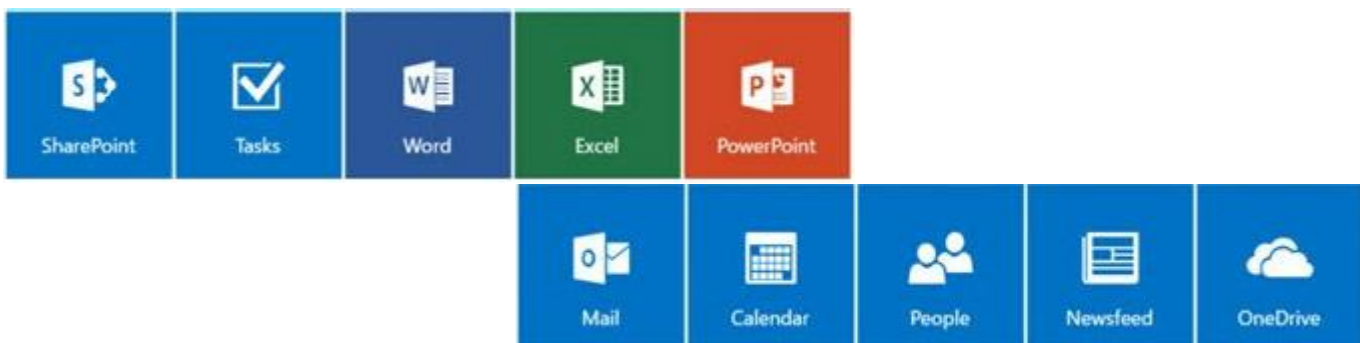 S
W
X
P
SharePoint Tasks Word Excel PowerPoint
O
Mail Calendar People Newsfeed OneDrive